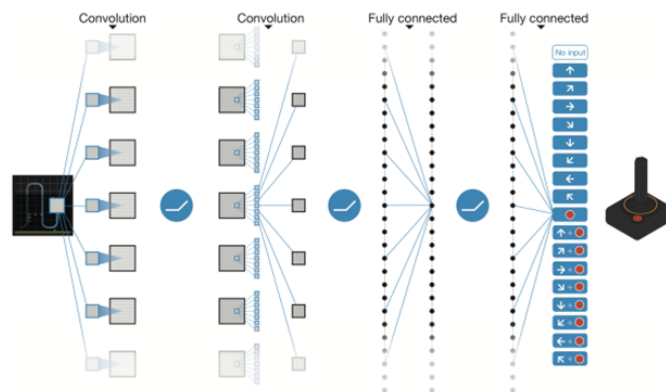 Convolution
Convolution
Fully connected
Fully connected
No input
+
+
+
+
+
+
+
+